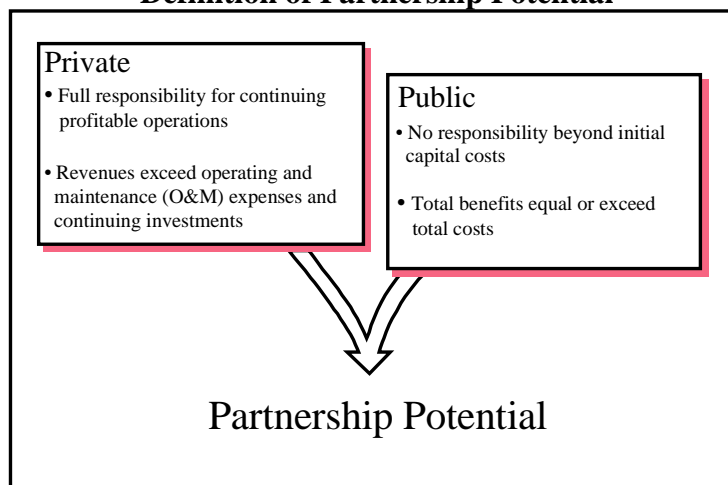 Definition of Partnership Potential
Private
• Full responsibility for continuing
profitable operations
• Revenues exceed operating and
maintenance (O&M) expenses and
continuing investments
Public
• No responsibility beyond initial
capital costs
• Total benefits equal or exceed
total costs
Partnership Potential